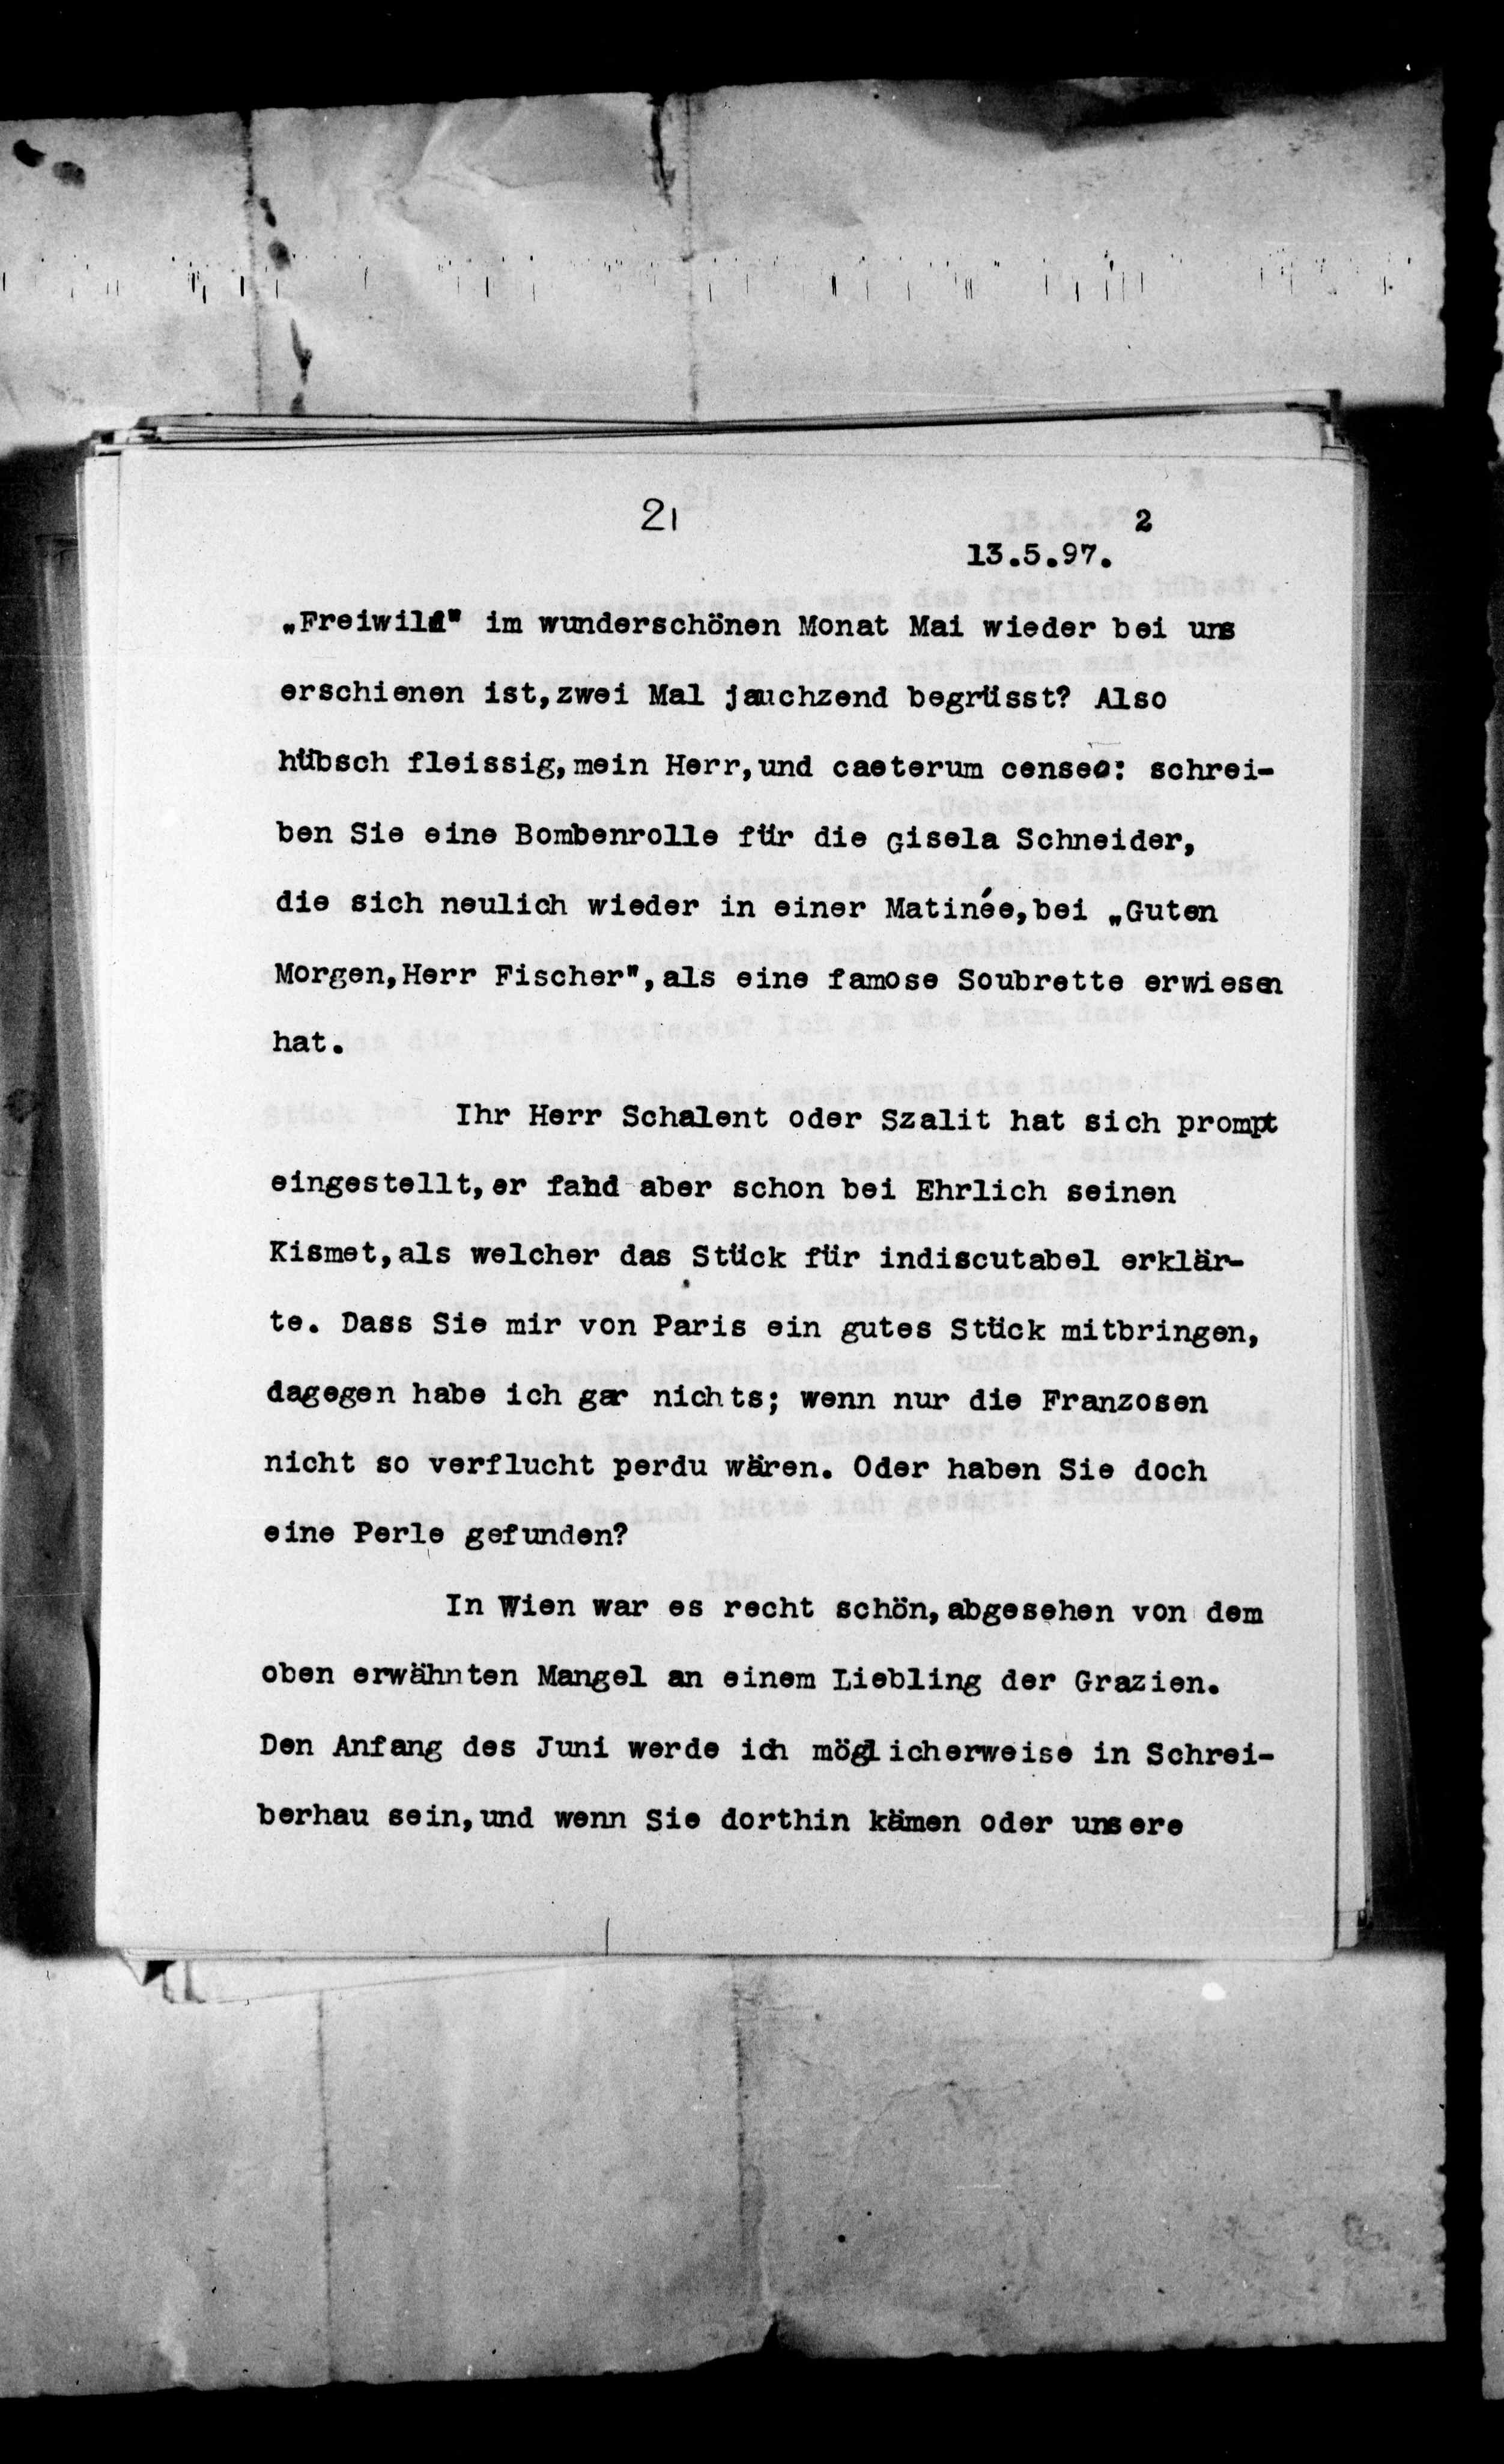 21
2
13.5.97.
„Freiwild" im wunderschönen Monat Mai wieder bei uns
erschienen ist,zwei Mal jauchzend begrüsst? Also
hübsch fleissig,mein Herr,und caeterum censeo: schrei-
ben Sie eine Bombenrolle für die Gisela Schneider,
die sich neulich wieder in einer Matinée,bei „Guten
Morgen,Herr Fischer",als eine famose Soubrette erwiesen
hat.
Ihr Herr Schalent oder Szalit hat sich prompt
eingestellt,er fand aber schon bei Ehrlich seinen
Kismet,als welcher das Stück für indiscutabel erklär-
te. Dass Sie mir von Paris ein gutes Stück mitbringen,
dagegen habe ich gar nichts; wenn nur die Franzosen
nicht so verflucht perdu wären. Oder haben Sie doch
eine Perle gefunden?
In Wien war es recht schön,abgesehen von dem
oben erwähnten Mangel an einem Liebling der Grazien.
Den Anfang des Juni werde ich möglicherweise in Schrei-
berhau sein,und wenn Sie dorthin kämen oder unsere